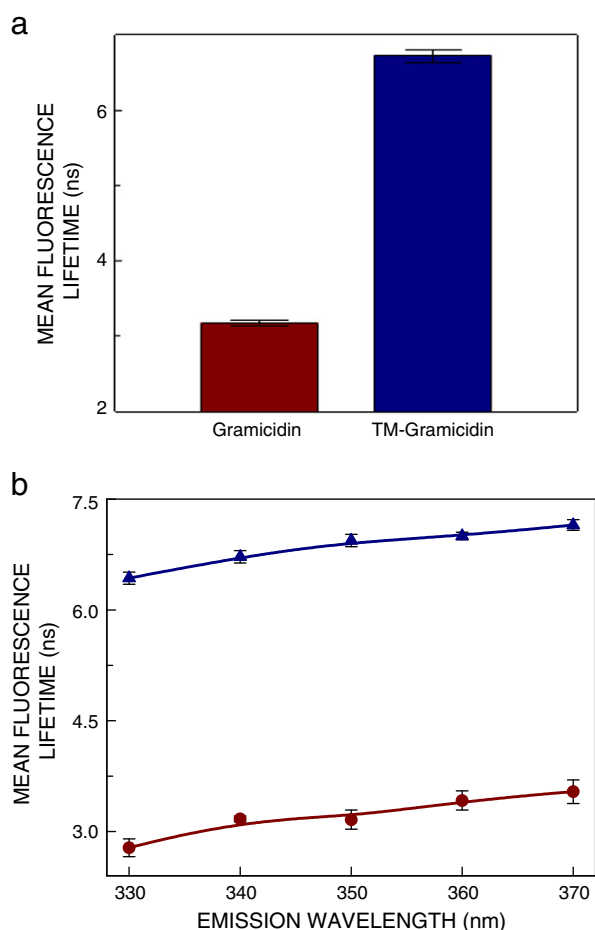 a
MEAN FLUORESCENCE
LIFETIME (ns)
6
4
2
Gramicidin
TM-Gramicidin
b
MEAN FLUORESCENCE
LIFETIME (ns)
7.5
6.0
4.5
3.0
330 340 350 360 370
EMISSION WAVELENGTH (nm)